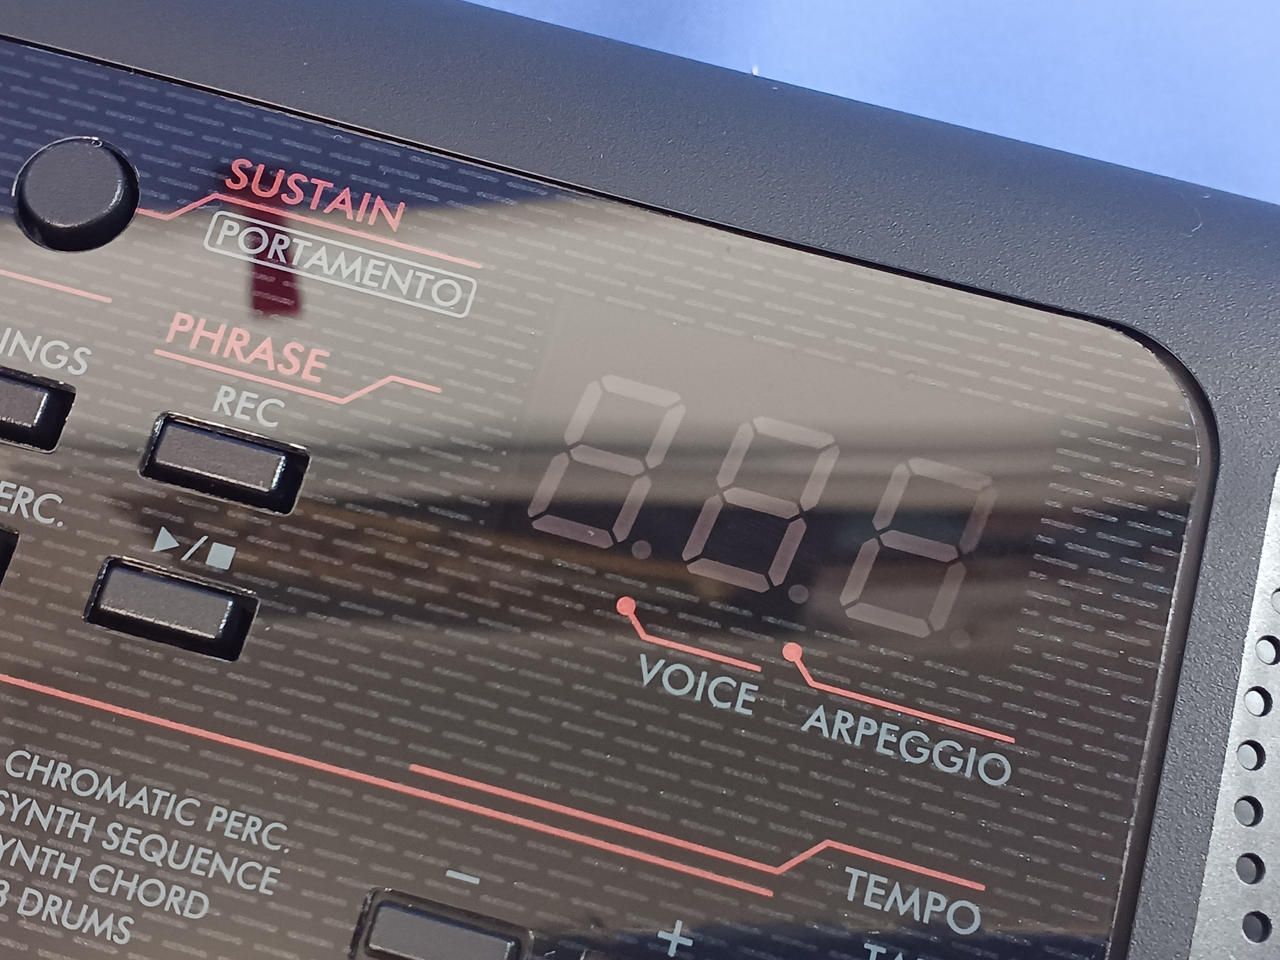 SUSTAIN
PORTAMENTO
PHRASE
REC
▶/■
VOICE
ARPEGGIO
CHROMATIC PERC.
SYNTH SEQUENCE
SYNTH CHORD
DRUMS
−
+
TEMPO